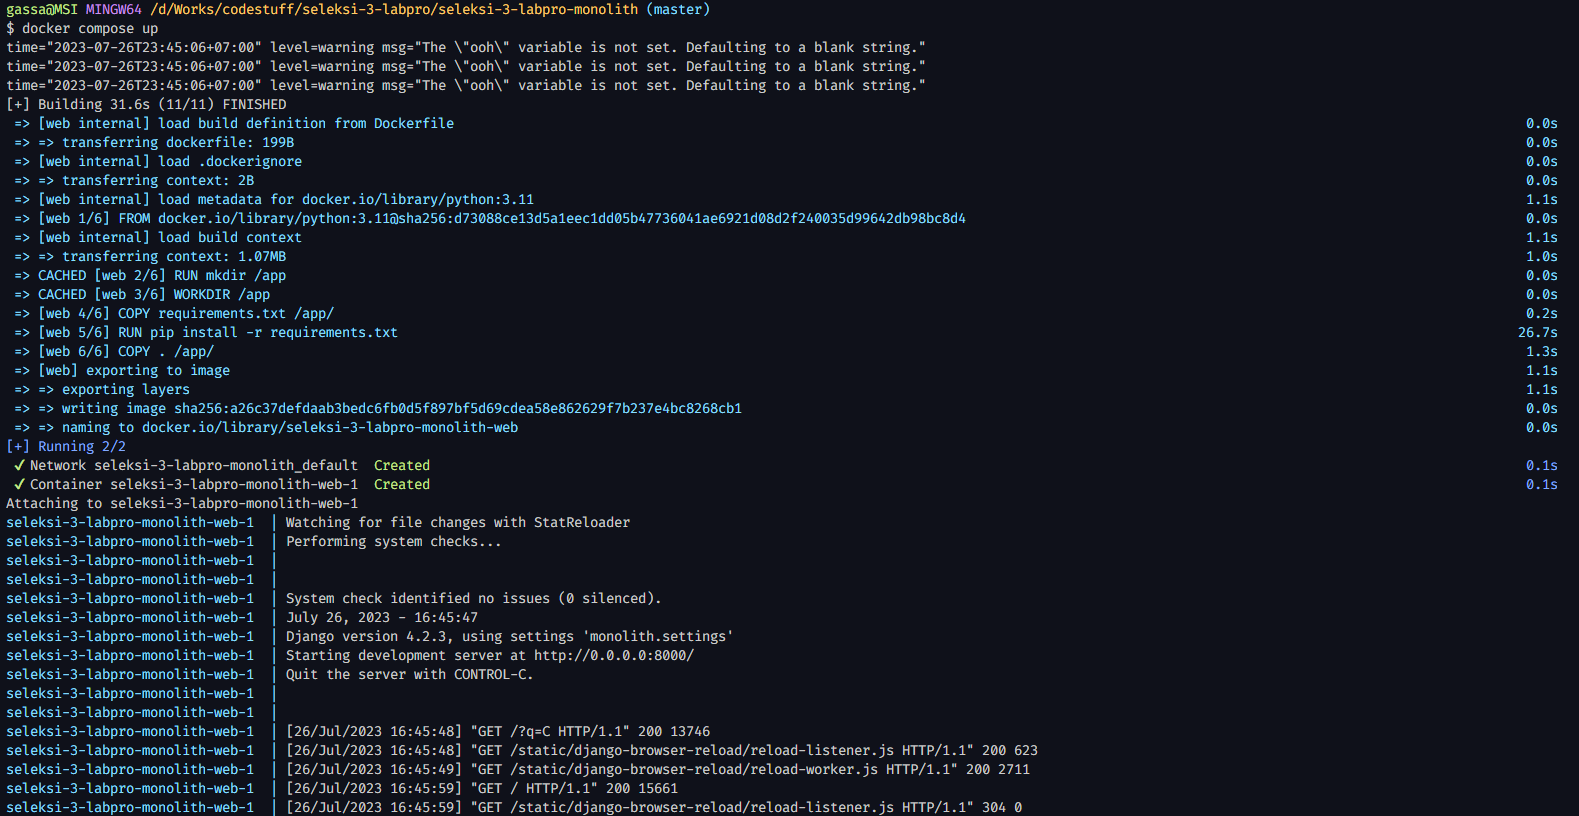 gassa@MSI MINGW64 /d/Works/codestuff/seleksi-3-labpro/seleksi-3-labpro-monolith (master)
$ docker compose up
time="2023-07-26T23:45:06+07:00" level=warning msg="The \"ooh\" variable is not set. Defaulting to a blank string."
time="2023-07-26T23:45:06+07:00" level=warning msg="The \"ooh\" variable is not set. Defaulting to a blank string."
time="2023-07-26T23:45:06+07:00" level=warning msg="The \"ooh\" variable is not set. Defaulting to a blank string."
[+] Building 31.6s (11/11) FINISHED
=> [web internal] load build definition from Dockerfile 0.0s
=> => transferring dockerfile: 199B 0.0s
=> [web internal] load .dockerignore 0.0s
=> => transferring context: 2B 0.0s
=> [web internal] load metadata for docker.io/library/python:3.11 1.1s
=> [web 1/6] FROM docker.io/library/python:3.11@sha256:d73088ce13d5a1eec1dd05b47736041ae6921d08d2f240035d99642db98bc8d4 0.0s
=> [web internal] load build context 1.1s
=> => transferring context: 1.07MB 1.0s
=> CACHED [web 2/6] RUN mkdir /app 0.0s
=> CACHED [web 3/6] WORKDIR /app 0.0s
=> [web 4/6] COPY requirements.txt /app/ 0.2s
=> [web 5/6] RUN pip install -r requirements.txt 26.7s
=> [web 6/6] COPY . /app/ 1.3s
=> [web] exporting to image 1.1s
=> => exporting layers 1.1s
=> => writing image sha256:a26c37defdaab3bedc6fb0d5f897bf5d69cdea58e862629f7b237e4bc8268cb1 0.0s
=> => naming to docker.io/library/seleksi-3-labpro-monolith-web 0.0s
[+] Running 2/2
✔ Network seleksi-3-labpro-monolith_default Created 0.1s
✔ Container seleksi-3-labpro-monolith-web-1 Created 0.1s
Attaching to seleksi-3-labpro-monolith-web-1
seleksi-3-labpro-monolith-web-1 | Watching for file changes with StatReloader
seleksi-3-labpro-monolith-web-1 | Performing system checks...
seleksi-3-labpro-monolith-web-1 |
seleksi-3-labpro-monolith-web-1 |
seleksi-3-labpro-monolith-web-1 | System check identified no issues (0 silenced).
seleksi-3-labpro-monolith-web-1 | July 26, 2023 - 16:45:47
seleksi-3-labpro-monolith-web-1 | Django version 4.2.3, using settings 'monolith.settings'
seleksi-3-labpro-monolith-web-1 | Starting development server at http://0.0.0.0:8000/
seleksi-3-labpro-monolith-web-1 | Quit the server with CONTROL-C.
seleksi-3-labpro-monolith-web-1 |
seleksi-3-labpro-monolith-web-1 |
seleksi-3-labpro-monolith-web-1 | [26/Jul/2023 16:45:48] "GET /?q=C HTTP/1.1" 200 13746
seleksi-3-labpro-monolith-web-1 | [26/Jul/2023 16:45:48] "GET /static/django-browser-reload/reload-listener.js HTTP/1.1" 200 623
seleksi-3-labpro-monolith-web-1 | [26/Jul/2023 16:45:49] "GET /static/django-browser-reload/reload-worker.js HTTP/1.1" 200 2711
seleksi-3-labpro-monolith-web-1 | [26/Jul/2023 16:45:59] "GET / HTTP/1.1" 200 15661
seleksi-3-labpro-monolith-web-1 | [26/Jul/2023 16:45:59] "GET /static/django-browser-reload/reload-listener.js HTTP/1.1" 304 0